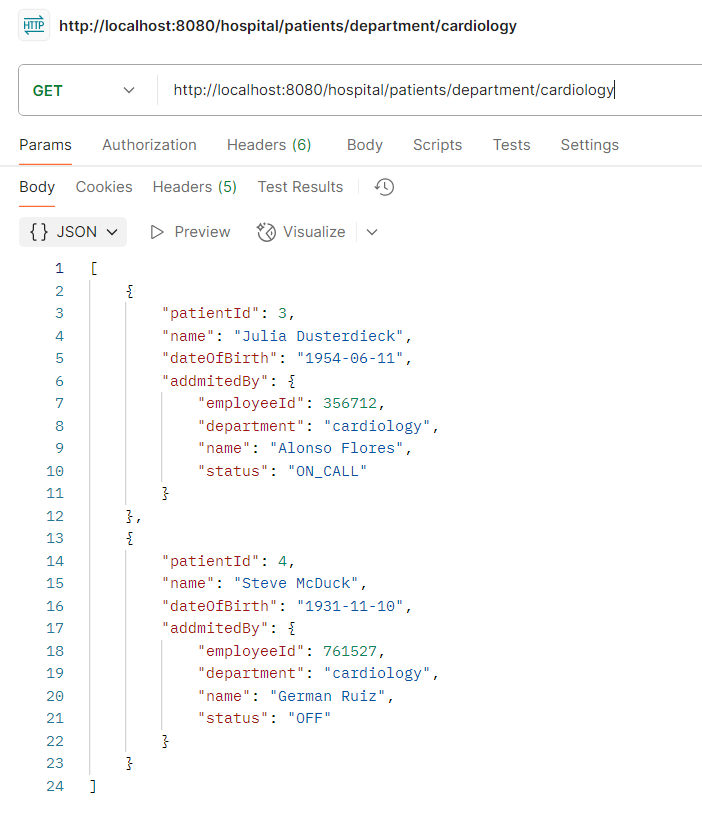 HTTP http://localhost:8080/hospital/patients/department/cardiology
GET http://localhost:8080/hospital/patients/department/cardiology
Params Authorization Headers (6) Body Scripts Tests Settings
Body Cookies Headers (5) Test Results
{} JSON Preview Visualize
1 [
2 {
3 "patientId": 3,
4 "name": "Julia Dusterdieck",
5 "dateOfBirth": "1954-06-11",
6 "addmitedBy": {
7 "employeeId": 356712,
8 "department": "cardiology",
9 "name": "Alonso Flores",
10 "status": "ON_CALL"
11 }
12 },
13 {
14 "patientId": 4,
15 "name": "Steve McDuck",
16 "dateOfBirth": "1931-11-10",
17 "addmitedBy": {
18 "employeeId": 761527,
19 "department": "cardiology",
20 "name": "German Ruiz",
21 "status": "OFF"
22 }
23 }
24 ]